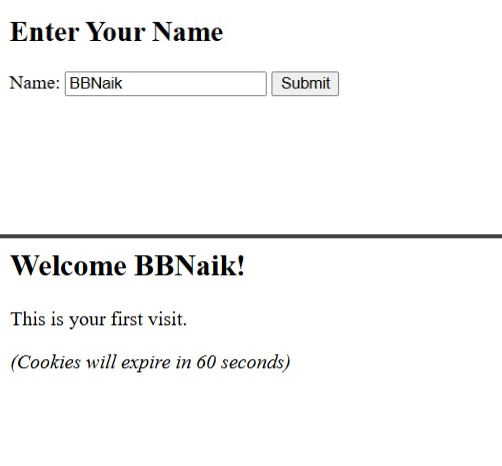 Enter Your Name
Name: BBNaik Submit
Welcome BBNaik!
This is your first visit.
(Cookies will expire in 60 seconds)